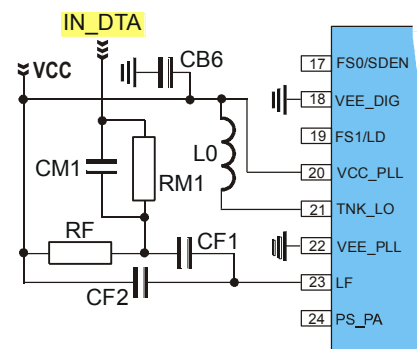 IN_DTA
VCC
CB6
17 FS0/SDEN
18 VEE_DIG
19 FS1/LD
L0
CM1
RM1
20 VCC_PLL
21 TNK_LO
RF
CF1
22 VEE_PLL
CF2
23 LF
24 PS_PA